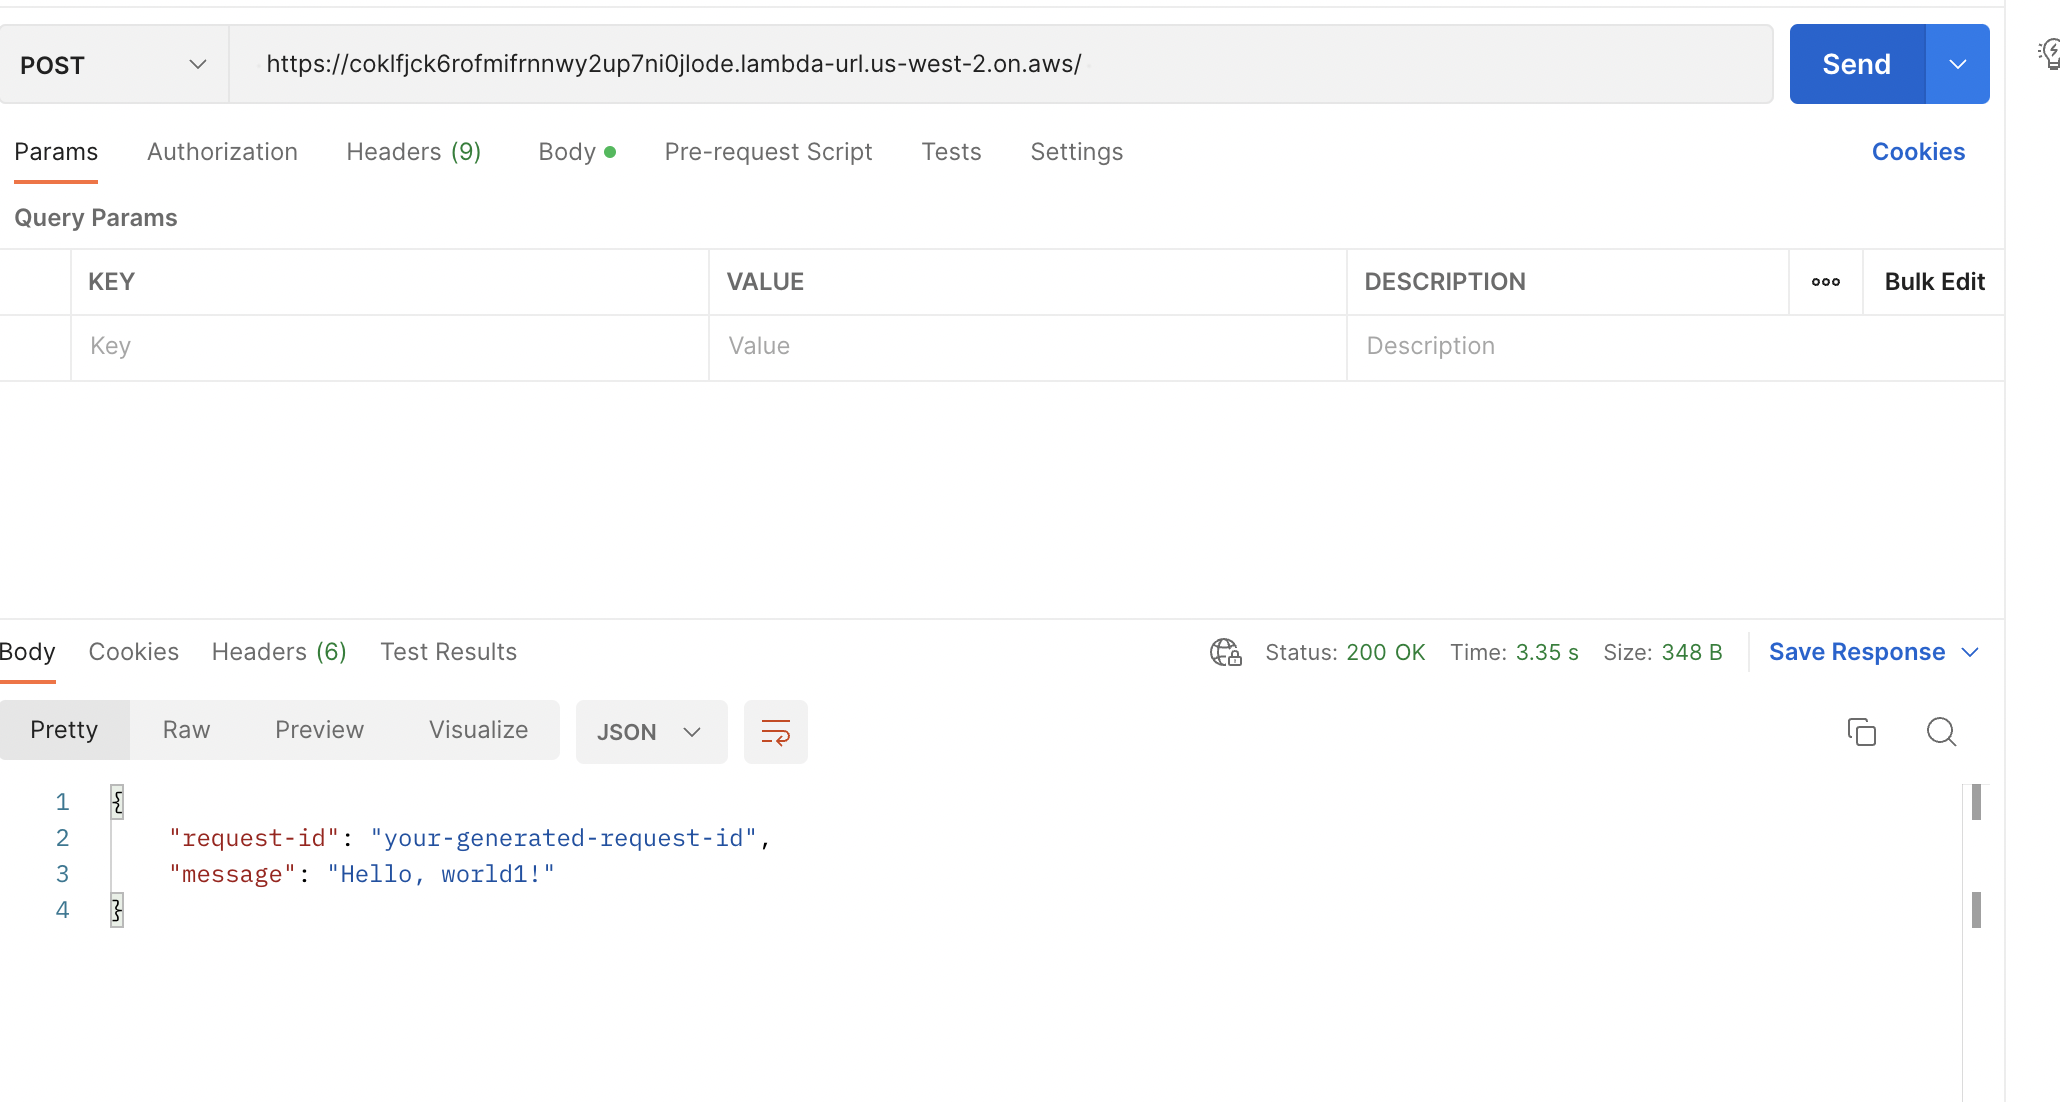 POST https://coklfjck6rofmifrnnwy2up7ni0jlode.lambda-url.us-west-2.on.aws/ Send
Params Authorization Headers (9) Body Pre-request Script Tests Settings Cookies
Query Params
KEY VALUE DESCRIPTION Bulk Edit
Key Value Description
Body Cookies Headers (6) Test Results Status: 200 OK Time: 3.35 s Size: 348 B Save Response
Pretty Raw Preview Visualize JSON
1 {
2 "request-id": "your-generated-request-id",
3 "message": "Hello, world1!"
4 }